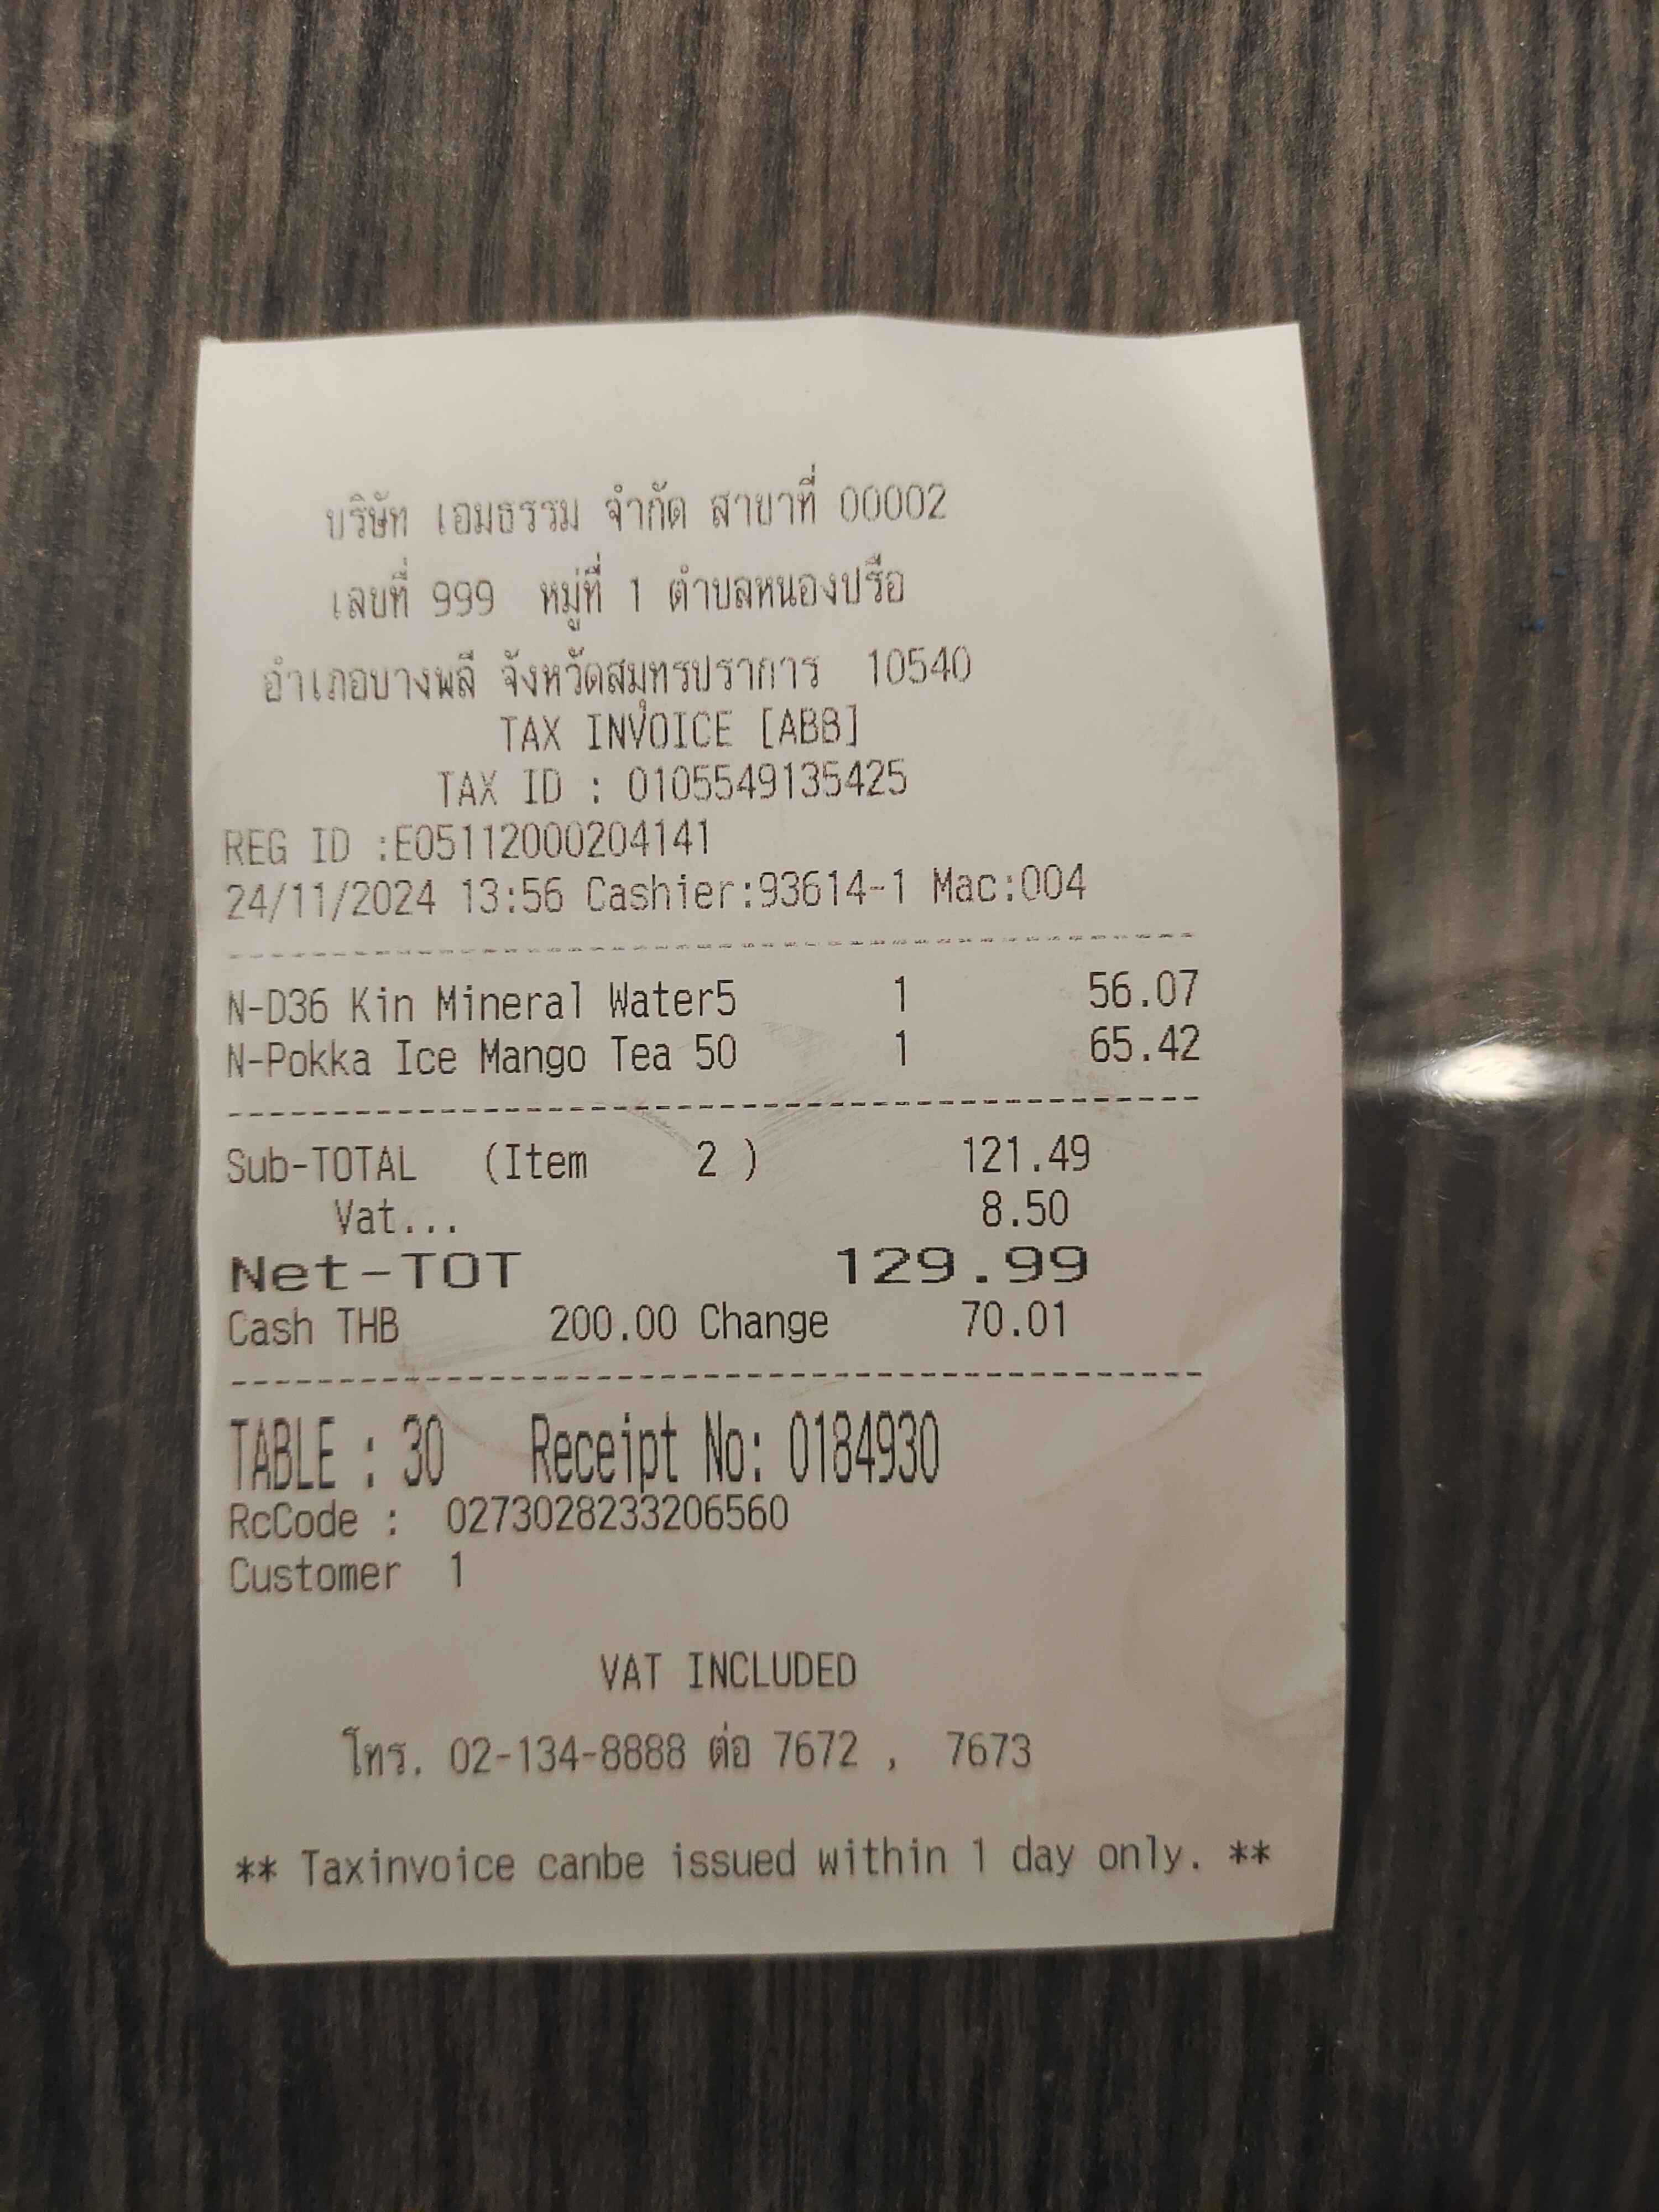 บริษัท เอมธรรม จำกัด สาขาที่ 00002
เลขที่ 999 หมู่ที่ 1 ตำบลหนองปรือ
อำเภอบางพลี จังหวัดสมุทรปราการ 10540
TAX INVOICE [ABB]
TAX ID : 0105549135425
REG ID :E05112000204141
24/11/2024 13:56 Cashier:93614-1 Mac:004
N-D36 Kin Mineral Water5 1 56.07
N-Pokka Ice Mango Tea 50 1 65.42
Sub-TOTAL (Item 2 ) 121.49
Vat... 8.50
Net-TOT 129.99
Cash THB 200.00 Change 70.01
TABLE : 30 Receipt No: 0184930
RcCode : 0273028233206560
Customer 1
VAT INCLUDED
โทร. 02-134-8888 ต่อ 7672 , 7673
** Taxinvoice canbe issued within 1 day only. **